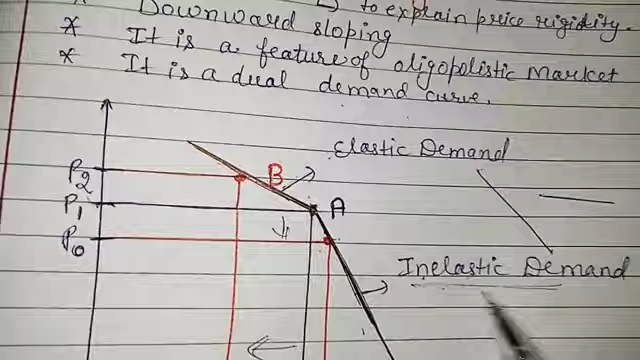 * Downward sloping to explain price rigidity.
* It is a feature of oligopolistic market
* It is a dual demand curve.
Elastic Demand
P2
B
P1
A
P0
Inelastic Demand